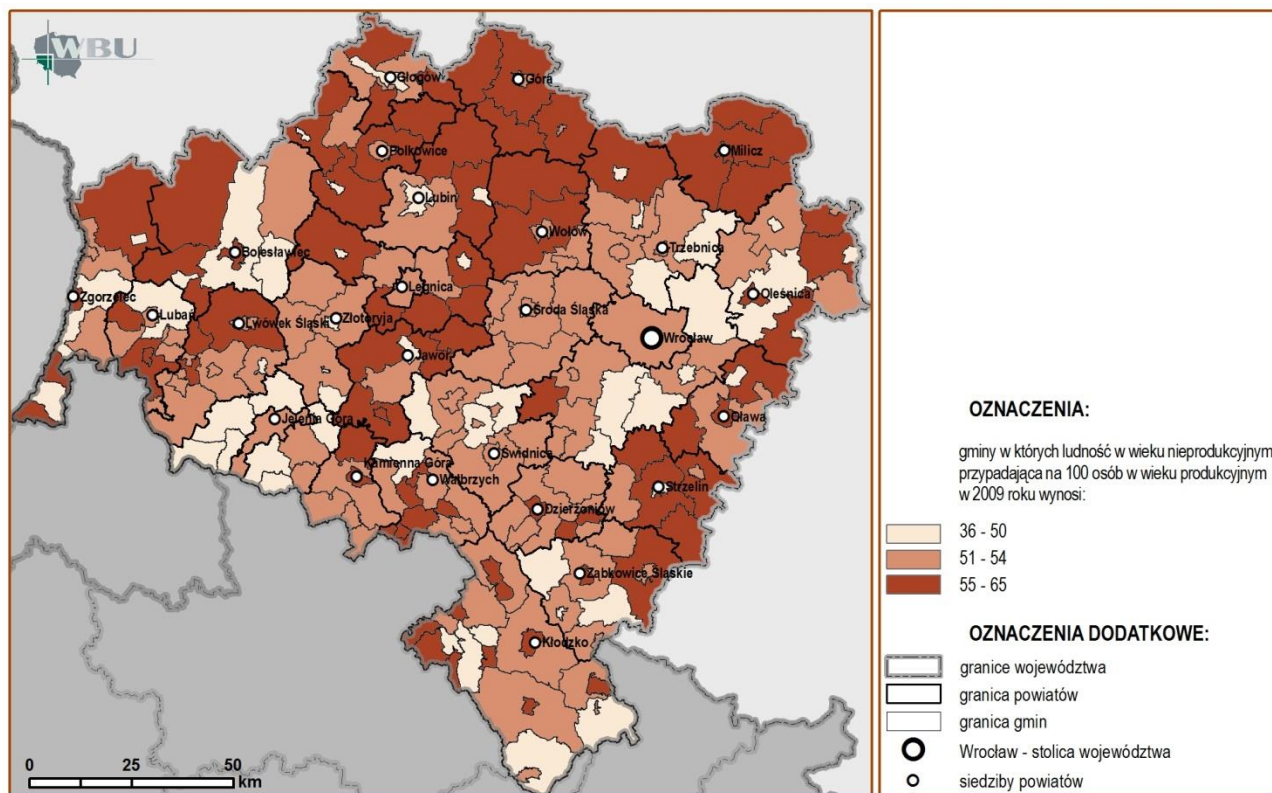 WBU
Głogów
Góra
Polkowice
Milicz
Lubin
Wołów
Trzebnica
Bolesławiec
Zgorzelec
Legnica
Oleśnica
Lubań
Lwówek Śląski
Złotoryja
Środa Śląska
Wrocław
Jawor
Jelenia Góra
Oława
Świdnica
Kamienna Góra
Wałbrzych
Strzelin
Dzierżoniów
Ząbkowice Śląskie
Kłodzko
0 25 50
km
OZNACZENIA:
gminy w których ludność w wieku nieprodukcyjnym
przypadająca na 100 osób w wieku produkcyjnym
w 2009 roku wynosi:
36 - 50
51 - 54
55 - 65
OZNACZENIA DODATKOWE:
granice województwa
granica powiatów
granica gmin
Wrocław - stolica województwa
siedziby powiatów